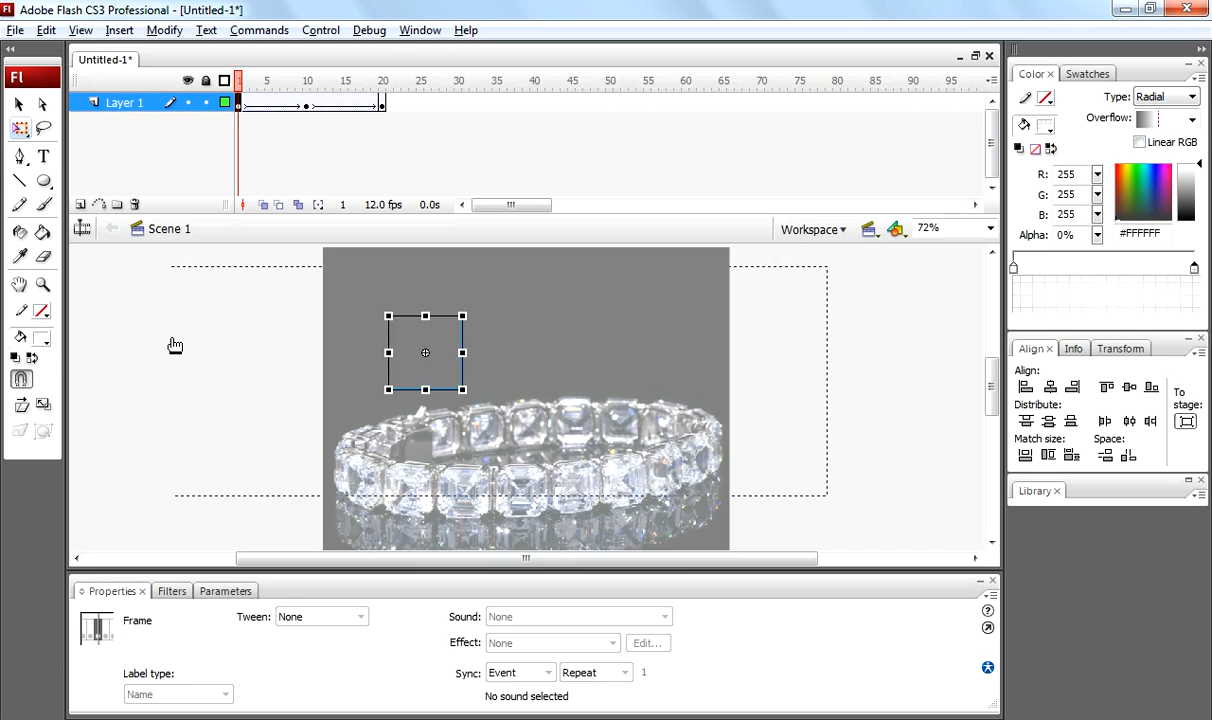 Fl Adobe Flash CS3 Professional - [Untitled-1*]
File Edit View Insert Modify Text Commands Control Debug Window Help
Untitled-1*
Fl
1 5 10 15 20 25 30 35 40 45 50 55 60 65 70 75 80 85 90 95
Layer 1
T
1 12.0 fps 0.0s
Scene 1
Workspace 72%
Color Swatches
Type: Radial
Overflow:
Linear RGB
R: 255
G: 255
B: 255
Alpha: 0% #FFFFFF
Align Info Transform
Align:
To stage:
Distribute:
Match size: Space:
Library
Properties Filters Parameters
Frame Tween: None Sound: None
Effect: None Edit...
Label type: Sync: Event Repeat 1
Name No sound selected